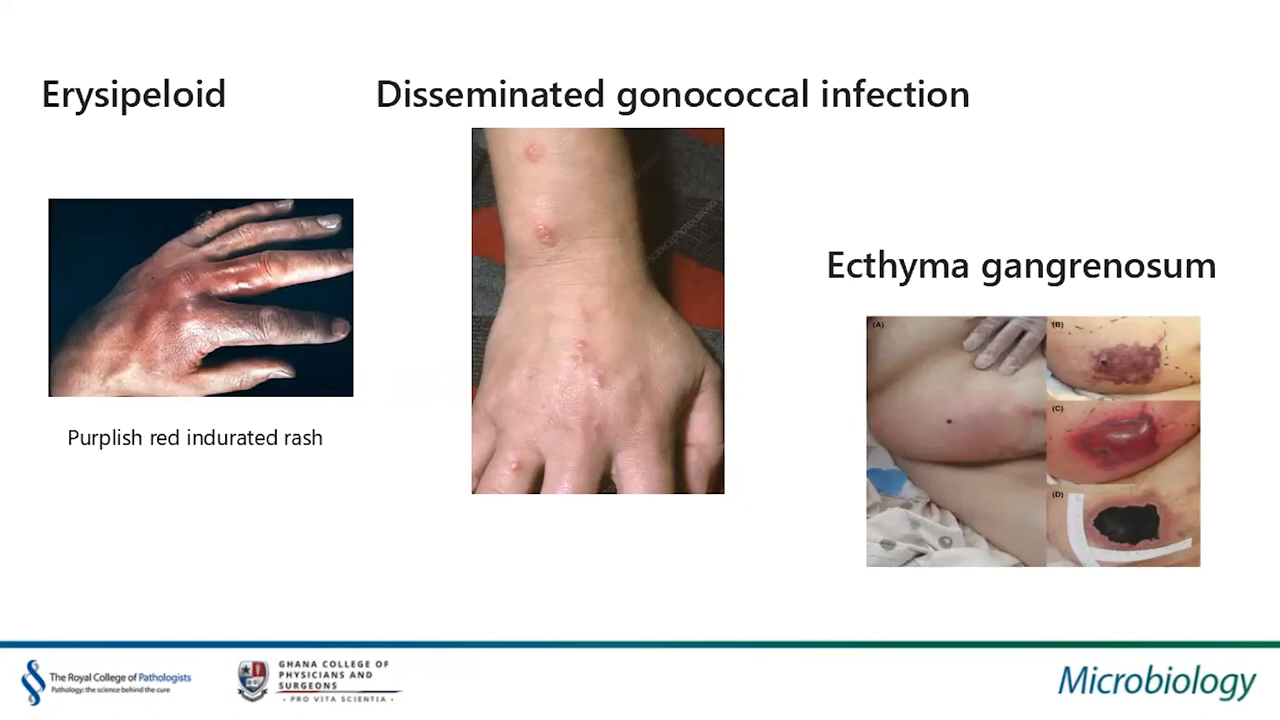 Erysipeloid
Disseminated gonococcal infection
Ecthyma gangrenosum
(A)
(B)
(C)
(D)
Purplish red indurated rash
The Royal College of Pathologists
Pathology: the science behind the cure
GHANA COLLEGE OF
PHYSICIANS AND
SURGEONS
· PRO VITA SCIENTIA ·
Microbiology